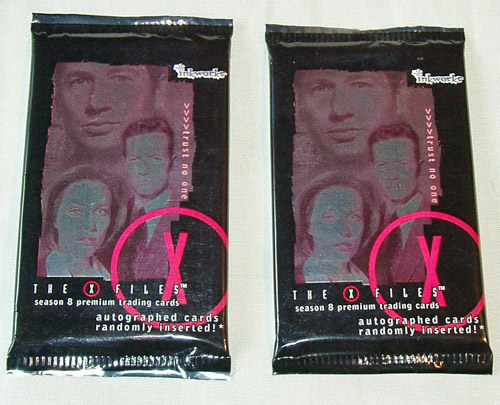 inkworks
>>>>trust no one
X
THE X FILES™
season 8 premium trading cards
autographed cards
randomly inserted!*
inkworks
>>>>trust no one
X
THE X FILES™
season 8 premium trading cards
autographed cards
randomly inserted!*